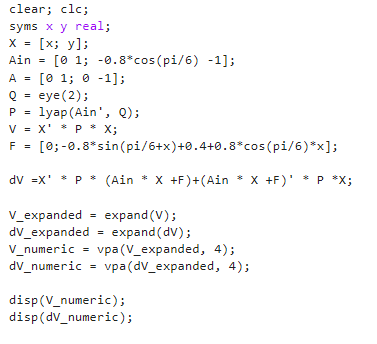 clear; clc;
syms x y real;
X = [x; y];
Ain = [0 1; -0.8*cos(pi/6) -1];
A = [0 1; 0 -1];
Q = eye(2);
P = lyap(Ain', Q);
V = X' * P * X;
F = [0;-0.8*sin(pi/6+x)+0.4+0.8*cos(pi/6)*x];
dV =X' * P * (Ain * X +F)+(Ain * X +F)' * P *X;
V_expanded = expand(V);
dV_expanded = expand(dV);
V_numeric = vpa(V_expanded, 4);
dV_numeric = vpa(dV_expanded, 4);
disp(V_numeric);
disp(dV_numeric);